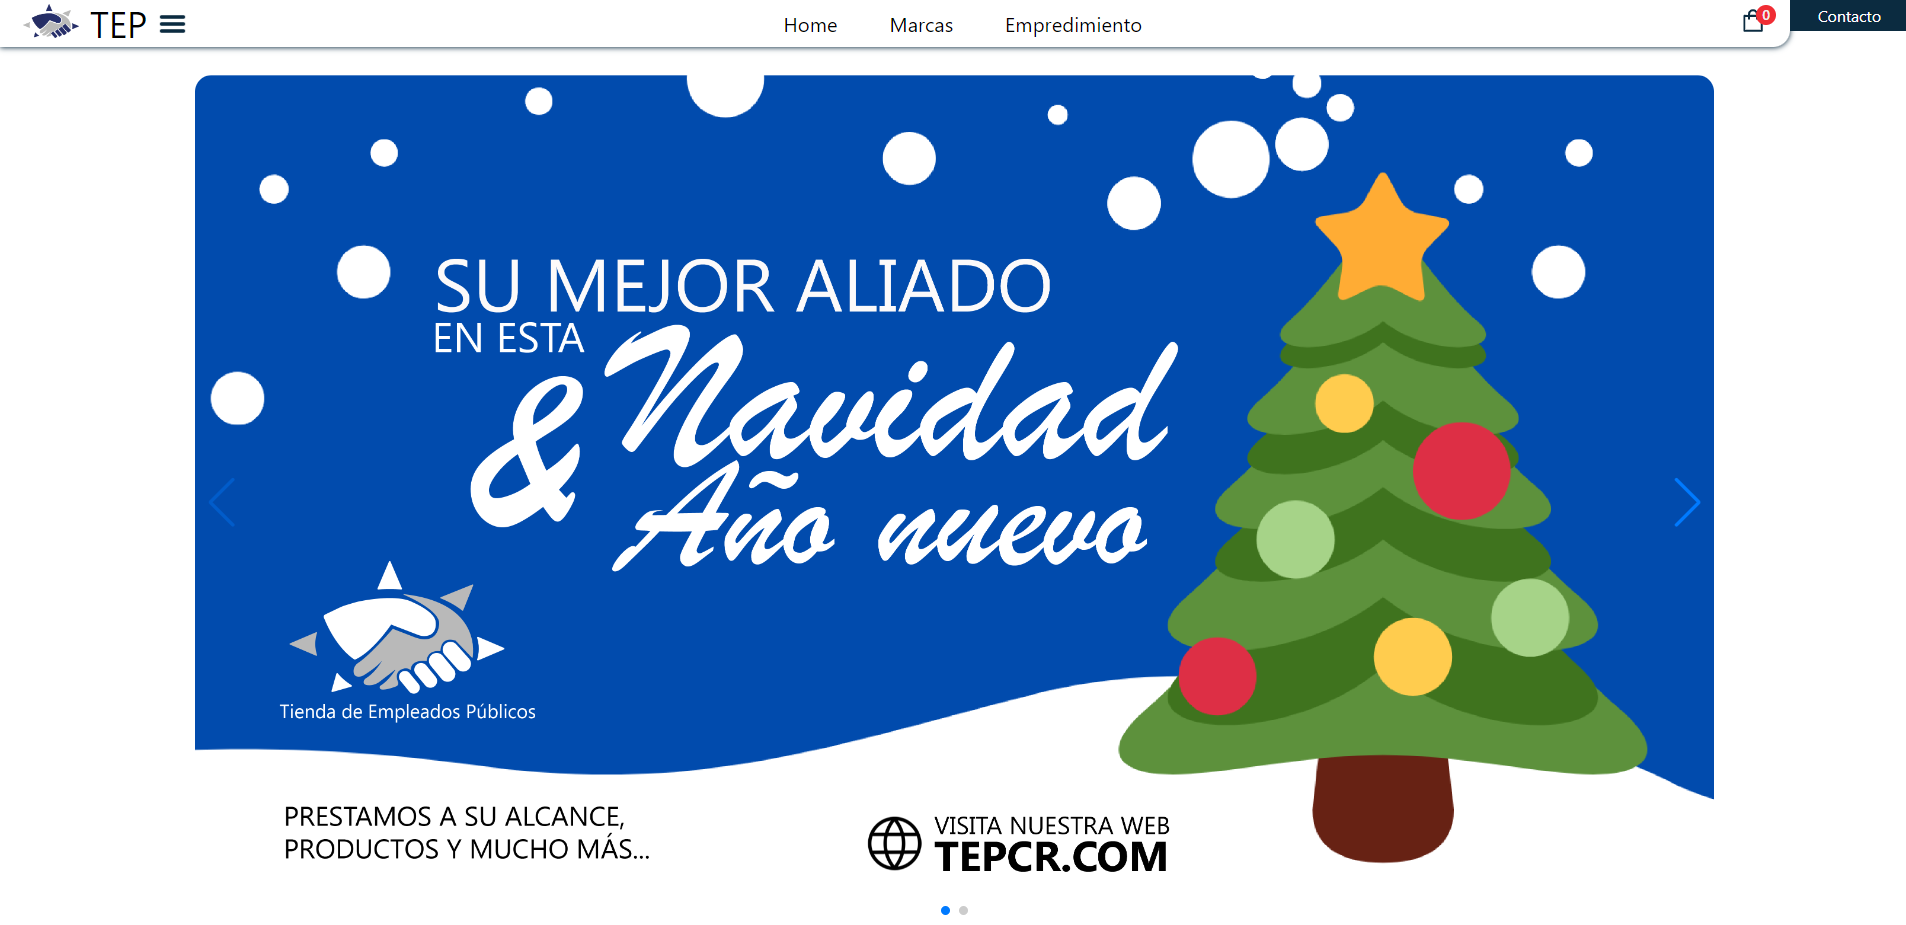 TEP
Home
Marcas
Empredimiento
0
Contacto
SU MEJOR ALIADO
EN ESTA
Navidad
&
Año nuevo
Tienda de Empleados Públicos
PRESTAMOS A SU ALCANCE,
PRODUCTOS Y MUCHO MÁS...
VISITA NUESTRA WEB
TEPCR.COM